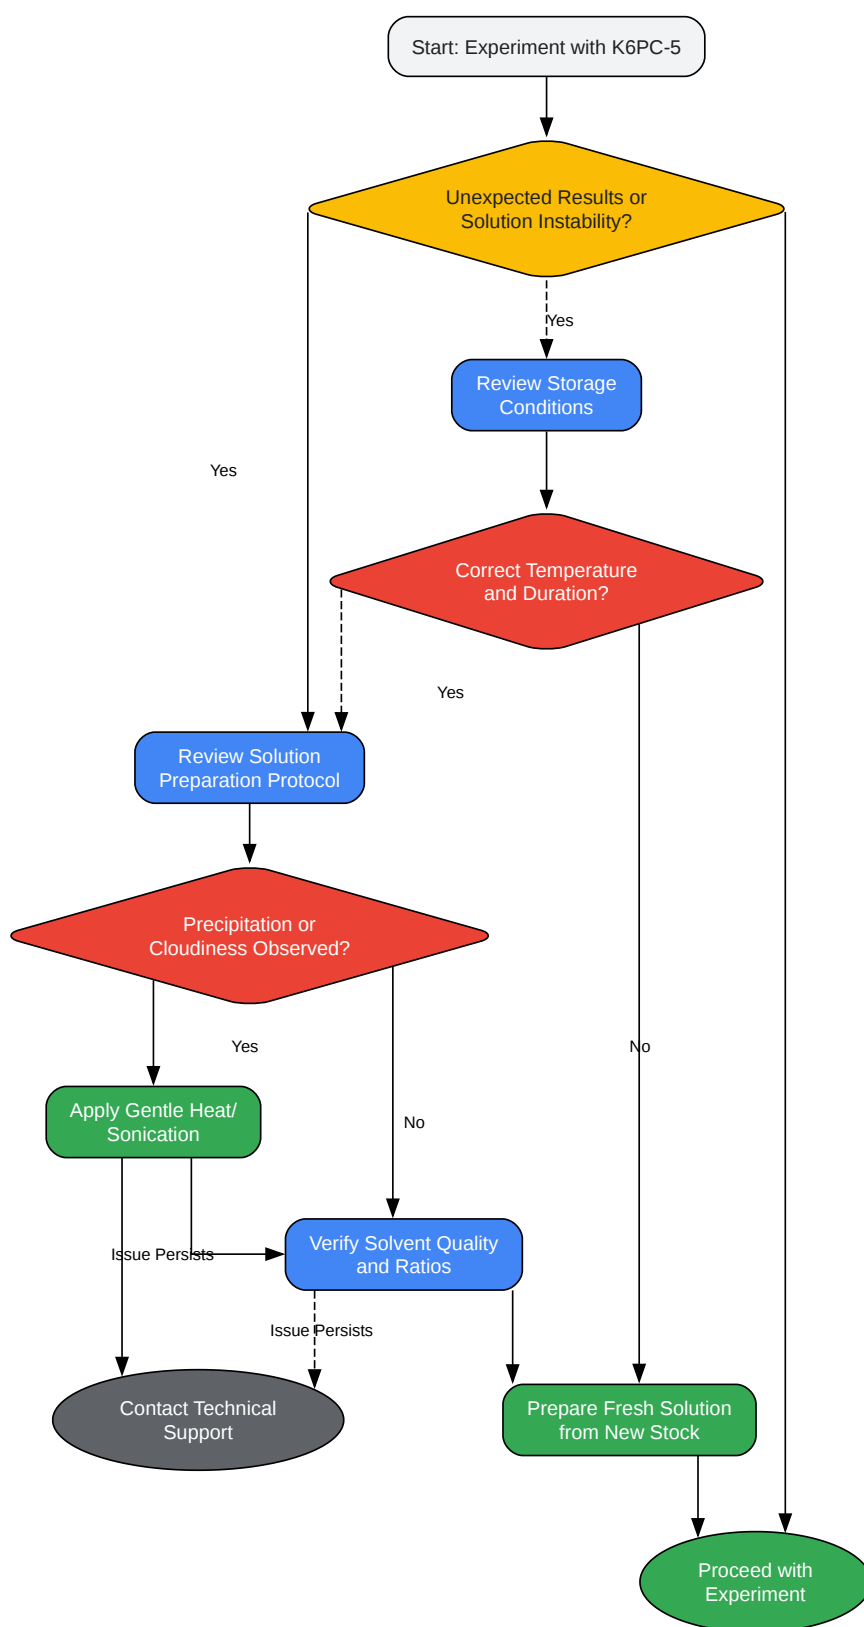 Start: Experiment with K6PC-5
Unexpected Results or
Solution Instability?
Yes
Review Storage
Conditions
Yes
Correct Temperature
and Duration?
Yes
Review Solution
Preparation Protocol
Precipitation or
Cloudiness Observed?
Yes
No
Apply Gentle Heat/
Sonication
No
Verify Solvent Quality
and Ratios
Issue Persists
Issue Persists
Contact Technical
Support
Prepare Fresh Solution
from New Stock
Proceed with
Experiment